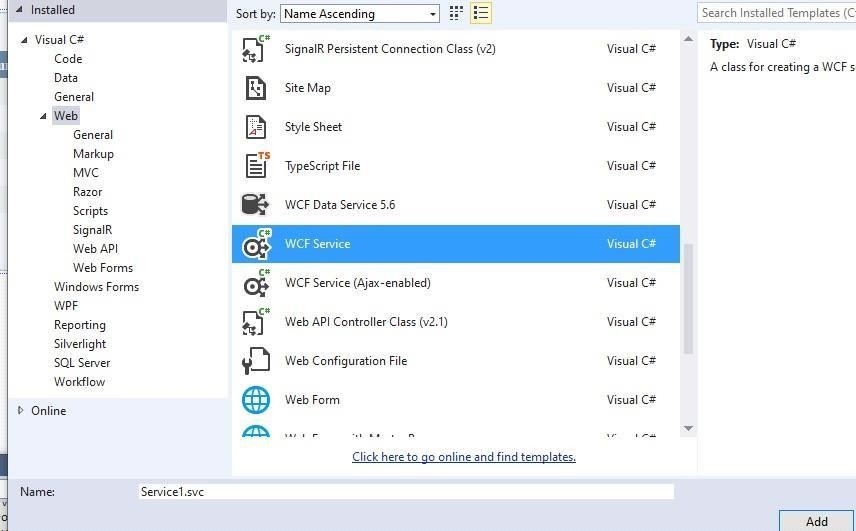 Installed
Sort by: Name Ascending
Search Installed Templates (C
Visual C#
Code
Data
General
Web
General
Markup
MVC
Razor
Scripts
SignalR
Web API
Web Forms
Windows Forms
WPF
Reporting
Silverlight
SQL Server
Workflow
Online
C# SignalR Persistent Connection Class (v2) Visual C#
Site Map Visual C#
Style Sheet Visual C#
TS TypeScript File Visual C#
WCF Data Service 5.6 Visual C#
C# WCF Service Visual C#
C# WCF Service (Ajax-enabled) Visual C#
C# Web API Controller Class (v2.1) Visual C#
Web Configuration File Visual C#
Web Form Visual C#
Click here to go online and find templates.
Type: Visual C#
A class for creating a WCF s
Name: Service1.svc
Add